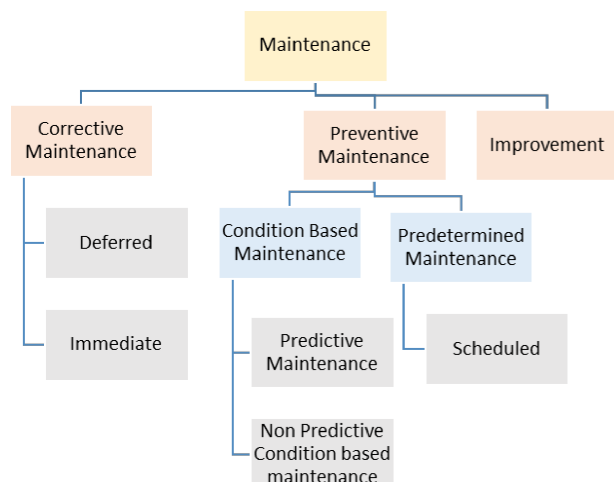 Maintenance
Corrective
Maintenance
Preventive
Maintenance
Improvement
Deferred
Immediate
Condition Based
Maintenance
Predetermined
Maintenance
Predictive
Maintenance
Scheduled
Non Predictive
Condition based
maintenance